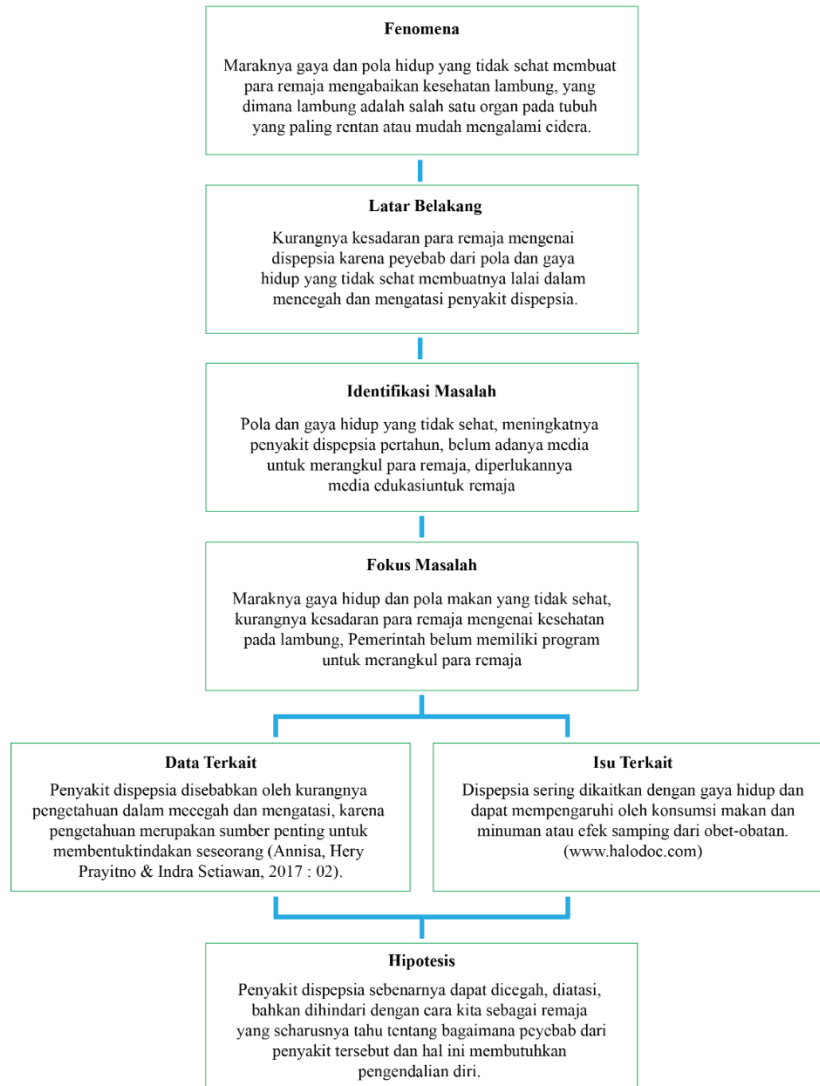 Fenomena
Maraknya gaya dan pola hidup yang tidak sehat membuat
para remaja mengabaikan kesehatan lambung, yang
dimana lambung adalah salah satu organ pada tubuh
yang paling rentan atau mudah mengalami cidera.
Latar Belakang
Kurangnya kesadaran para remaja mengenai
dispepsia karena peyebab dari pola dan gaya
hidup yang tidak sehat membuatnya lalai dalam
mencegah dan mengatasi penyakit dispepsia.
Identifikasi Masalah
Pola dan gaya hidup yang tidak sehat, meningkatnya
penyakit dispepsia pertahun, belum adanya media
untuk merangkul para remaja, diperlukannya
media edukasiuntuk remaja
Fokus Masalah
Maraknya gaya hidup dan pola makan yang tidak sehat,
kurangnya kesadaran para remaja mengenai kesehatan
pada lambung, Pemerintah belum memiliki program
untuk merangkul para remaja
Data Terkait
Penyakit dispepsia disebabkan oleh kurangnya
pengetahuan dalam mecegah dan mengatasi, karena
pengetahuan merupakan sumber penting untuk
membentuktindakan seseorang (Annisa, Hery
Prayitno & Indra Setiawan, 2017 : 02).
Isu Terkait
Dispepsia sering dikaitkan dengan gaya hidup dan
dapat mempengaruhi oleh konsumsi makan dan
minuman atau efek samping dari obet-obatan.
(www.halodoc.com)
Hipotesis
Penyakit dispepsia sebenarnya dapat dicegah, diatasi,
bahkan dihindari dengan cara kita sebagai remaja
yang seharusnya tahu tentang bagaimana peyebab dari
penyakit tersebut dan hal ini membutuhkan
pengendalian diri.